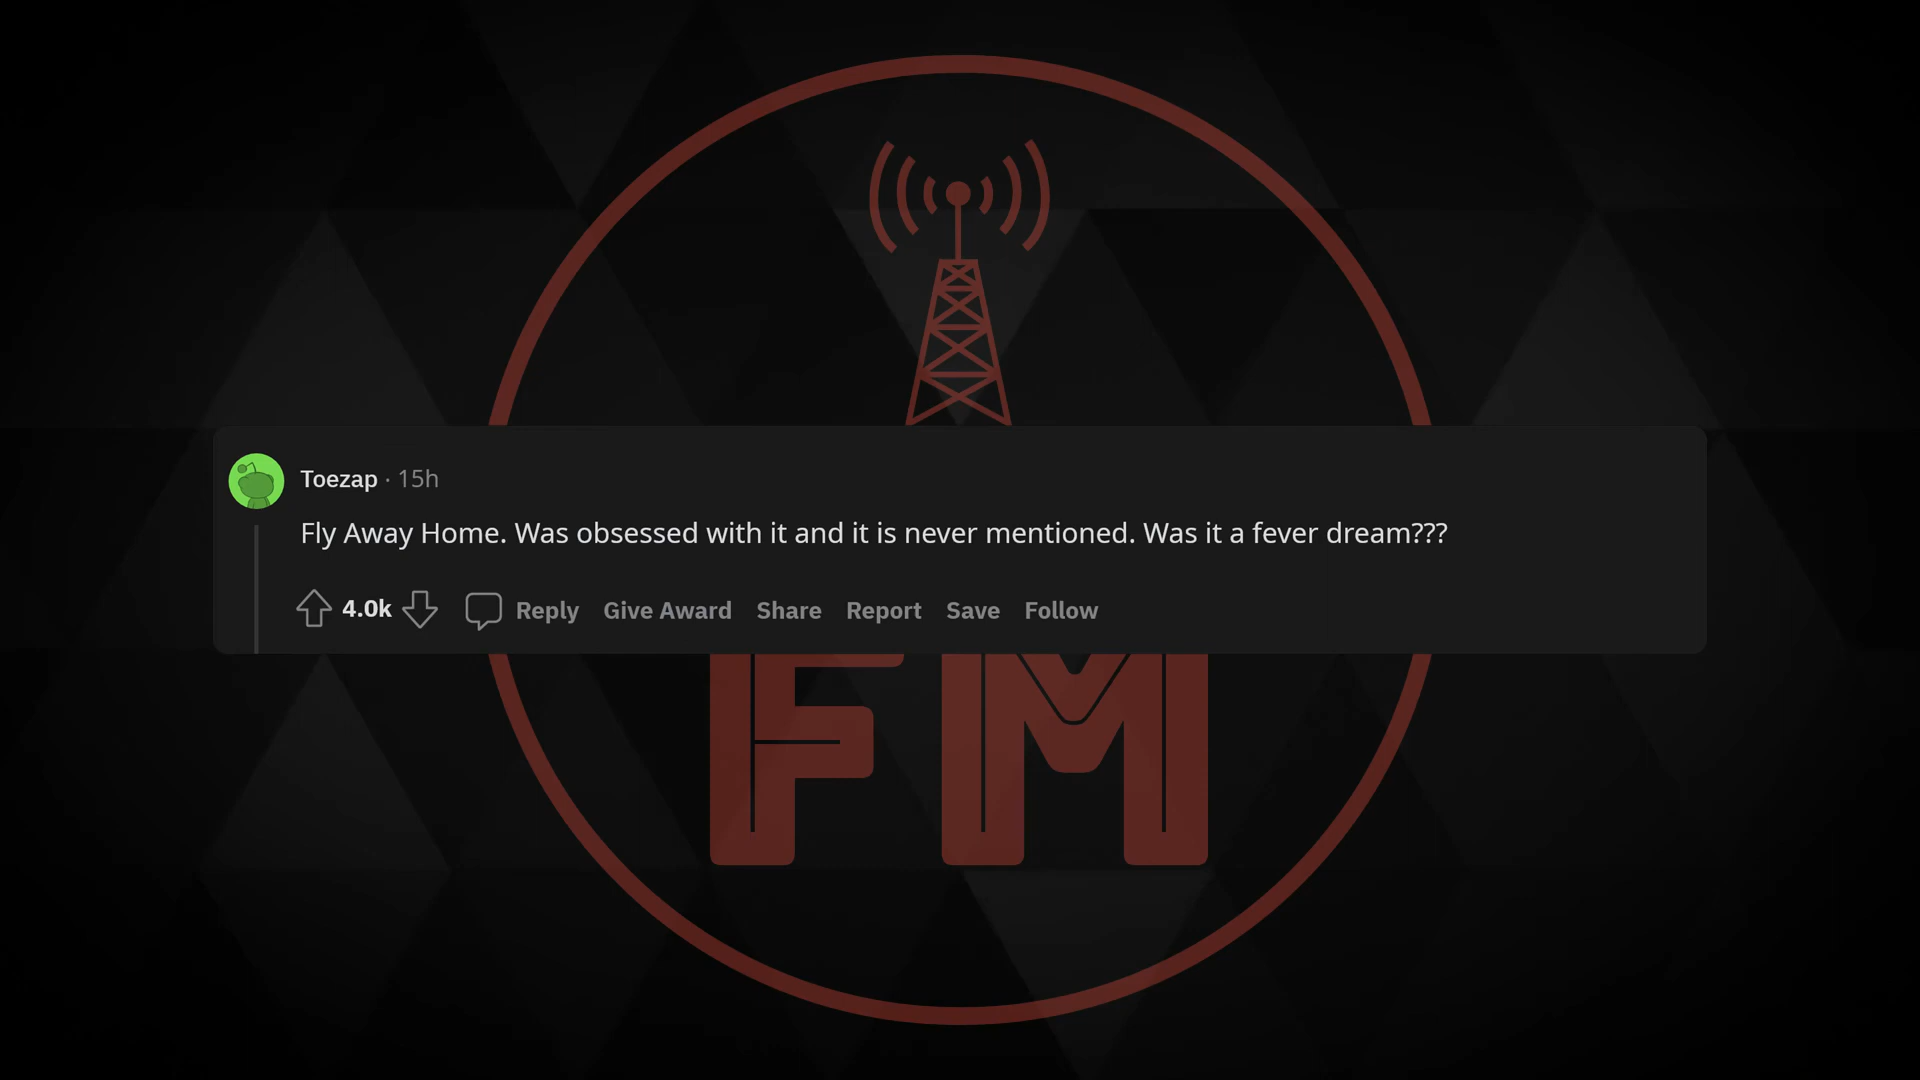 Toezap · 15h
Fly Away Home. Was obsessed with it and it is never mentioned. Was it a fever dream???
4.0k Reply Give Award Share Report Save Follow
FM